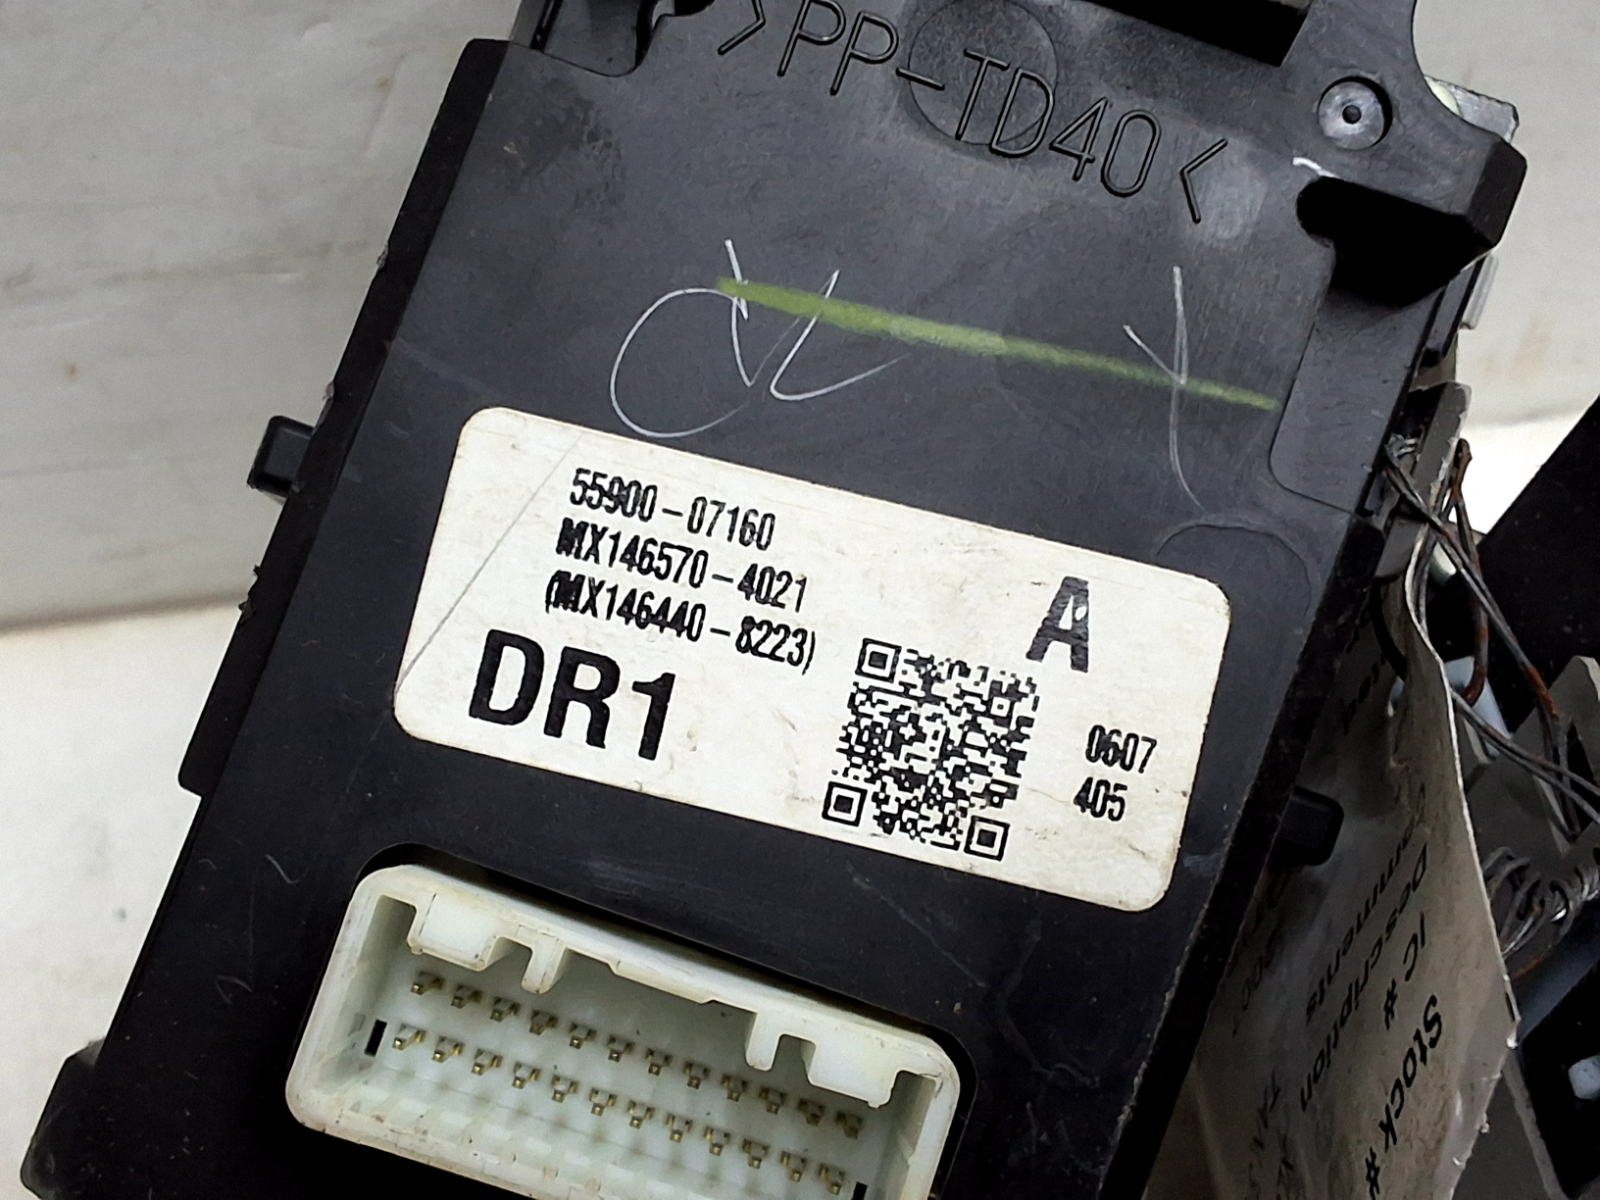 >PP-TD40<
55900-07160
MX146570-4021
(MX146440-8223)
DR1
A
0607
405
Stock #
IC #
Description
Comments